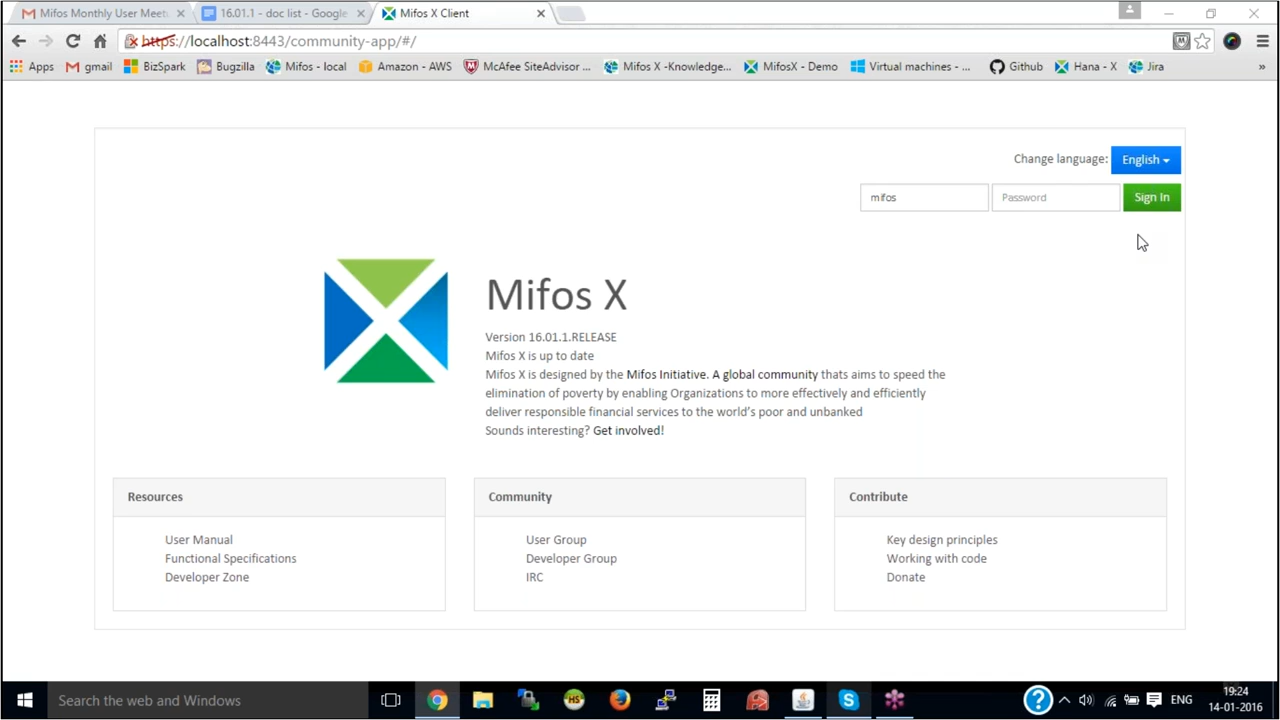 Mifos Monthly User Meetu
16.01.1 - doc list - Google
Mifos X Client
https://localhost:8443/community-app/#/
Apps
gmail
BizSpark
Bugzilla
Mifos - local
Amazon - AWS
McAfee SiteAdvisor ...
Mifos X -Knowledge...
MifosX - Demo
Virtual machines - ...
Github
Hana - X
Jira
»
Change language:
English
mifos
Password
Sign In
Mifos X
Version 16.01.1.RELEASE
Mifos X is up to date
Mifos X is designed by the Mifos Initiative. A global community thats aims to speed the
elimination of poverty by enabling Organizations to more effectively and efficiently
deliver responsible financial services to the world's poor and unbanked
Sounds interesting? Get involved!
Resources
User Manual
Functional Specifications
Developer Zone
Community
User Group
Developer Group
IRC
Contribute
Key design principles
Working with code
Donate
Search the web and Windows
HS
?
ENG
19:24
14-01-2016